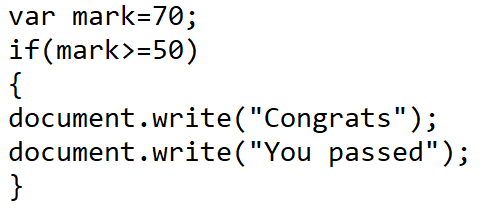 var mark=70;
if(mark>=50)
{
document.write("Congrats");
document.write("You passed");
}